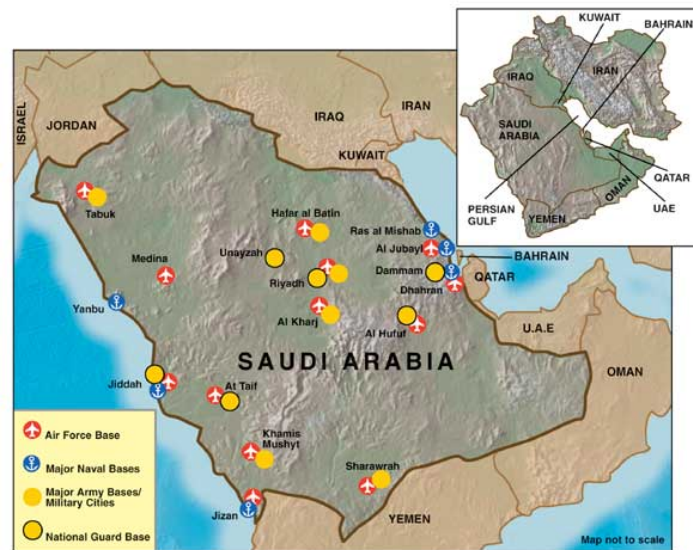 KUWAIT
BAHRAIN
IRAQ
IRAN
SAUDI
ARABIA
QATAR
UAE
OMAN
YEMEN
PERSIAN
GULF
ISRAEL
JORDAN
IRAQ
IRAN
KUWAIT
Tabuk
Hafar al Batin
Ras al Mishab
Al Jubayl
Unayzah
BAHRAIN
Medina
Dammam
QATAR
Riyadh
Dhahran
Yanbu
Al Kharj
Al Hufuf
U.A.E
SAUDI ARABIA
OMAN
Jiddah
At Taif
Khamis
Mushyt
Sharawrah
Jizan
YEMEN
Air Force Base
Major Naval Bases
Major Army Bases/
Military Cities
National Guard Base
Map not to scale